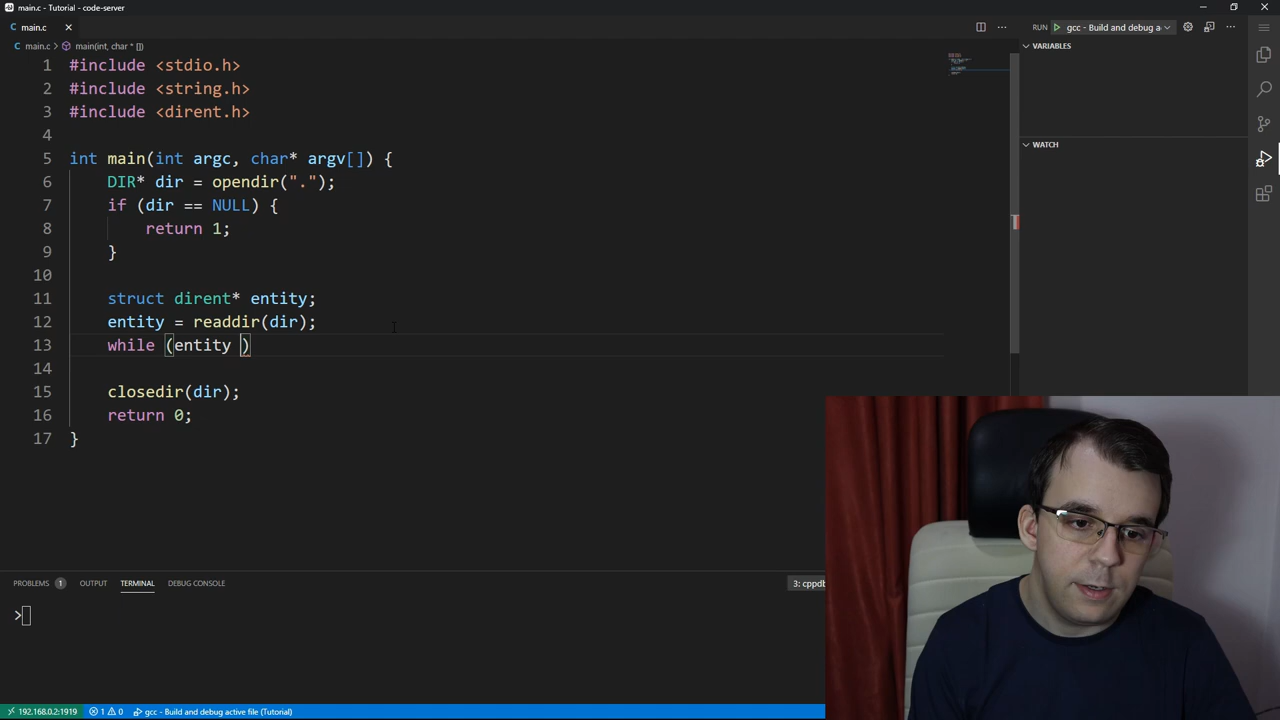 main.c - Tutorial - code-server
main.c
RUN gcc - Build and debug a
main.c > main(int, char * [])
VARIABLES
WATCH
1 #include <stdio.h>
2 #include <string.h>
3 #include <dirent.h>
4
5 int main(int argc, char* argv[]) {
6 DIR* dir = opendir(".");
7 if (dir == NULL) {
8 return 1;
9 }
10
11 struct dirent* entity;
12 entity = readdir(dir);
13 while (entity )
14
15 closedir(dir);
16 return 0;
17 }
PROBLEMS 1 OUTPUT TERMINAL DEBUG CONSOLE 3: cppdb
>
192.168.0.2:1919 1 0 gcc - Build and debug active file (Tutorial)